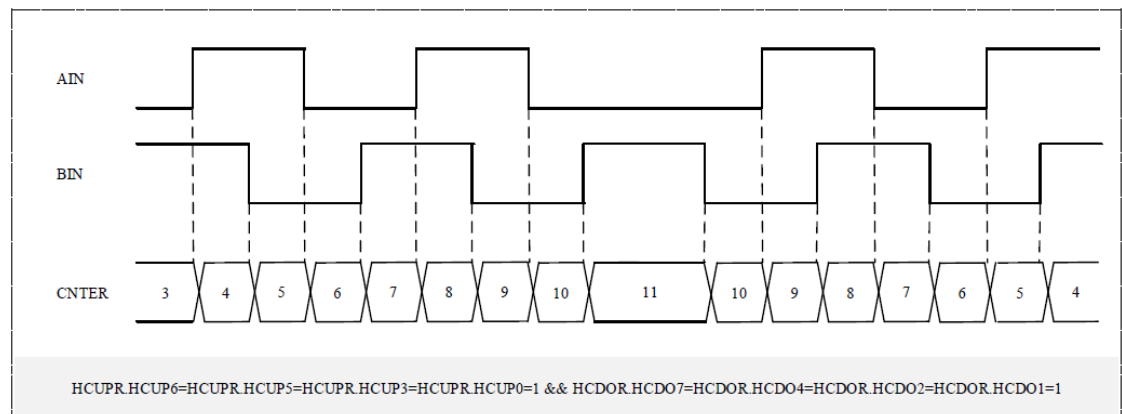 AIN
BIN
CNTER 3 4 5 6 7 8 9 10 11 10 9 8 7 6 5 4
HCUPR.HCUP6=HCUPR.HCUP5=HCUPR.HCUP3=HCUPR.HCUP0=1 && HCDOR.HCDO7=HCDOR.HCDO4=HCDOR.HCDO2=HCDOR.HCDO1=1